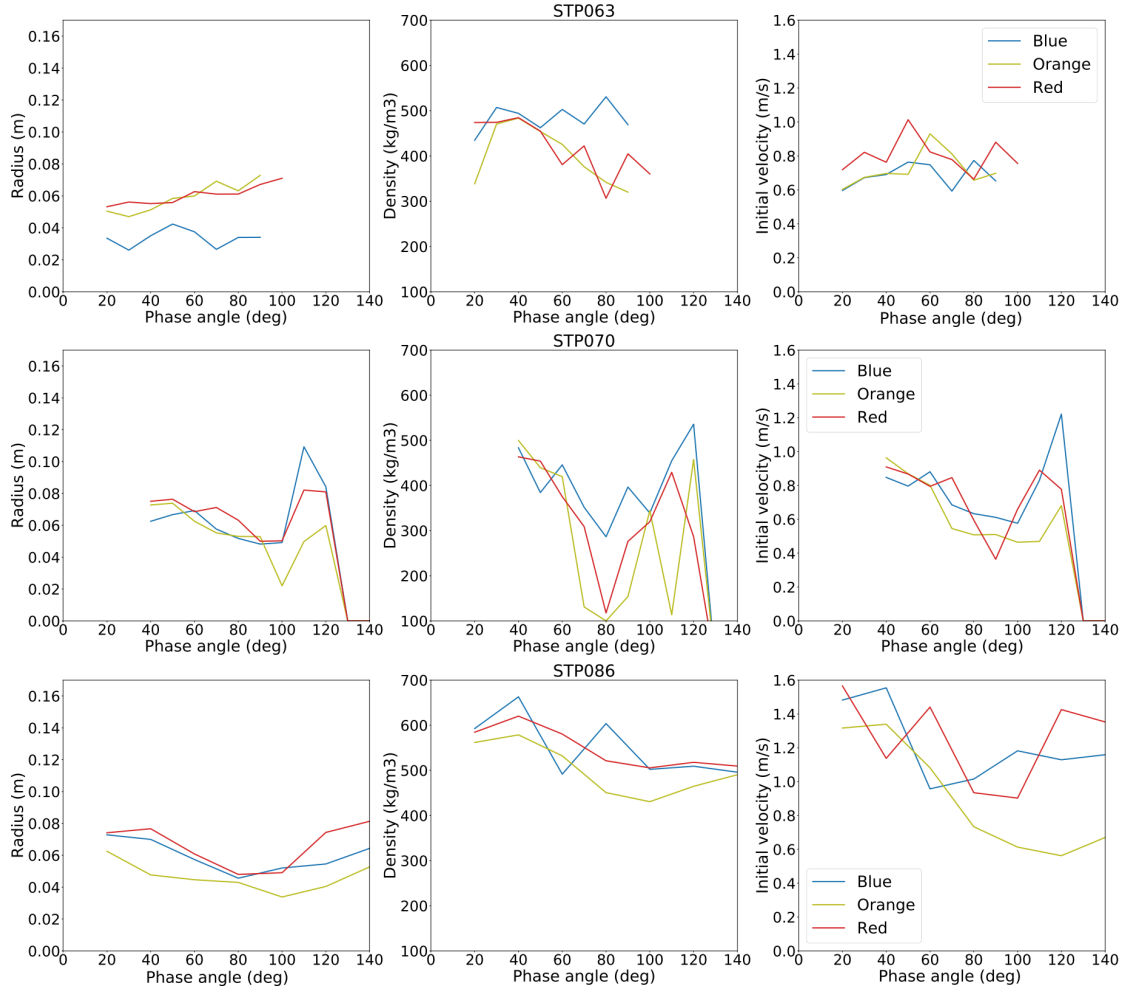 STP063
0.16
0.14
0.12
0.10
0.08
0.06
0.04
0.02
0.00
Radius (m)
0 20 40 60 80 100 120 140
Phase angle (deg)
700
600
500
400
300
200
100
Density (kg/m3)
0 20 40 60 80 100 120 140
Phase angle (deg)
1.6
1.4
1.2
1.0
0.8
0.6
0.4
0.2
0.0
Initial velocity (m/s)
0 20 40 60 80 100 120 140
Phase angle (deg)
Blue
Orange
Red
STP070
0.16
0.14
0.12
0.10
0.08
0.06
0.04
0.02
0.00
Radius (m)
0 20 40 60 80 100 120 140
Phase angle (deg)
700
600
500
400
300
200
100
Density (kg/m3)
0 20 40 60 80 100 120 140
Phase angle (deg)
1.6
1.4
1.2
1.0
0.8
0.6
0.4
0.2
0.0
Initial velocity (m/s)
0 20 40 60 80 100 120 140
Phase angle (deg)
Blue
Orange
Red
STP086
0.16
0.14
0.12
0.10
0.08
0.06
0.04
0.02
0.00
Radius (m)
0 20 40 60 80 100 120 140
Phase angle (deg)
700
600
500
400
300
200
100
Density (kg/m3)
0 20 40 60 80 100 120 140
Phase angle (deg)
1.6
1.4
1.2
1.0
0.8
0.6
0.4
0.2
0.0
Initial velocity (m/s)
0 20 40 60 80 100 120 140
Phase angle (deg)
Blue
Orange
Red